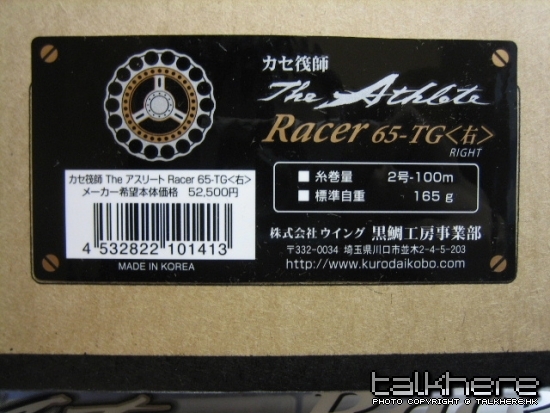 カセ筏師
The Athlete
Racer 65-TG<右>
RIGHT
■ 糸巻量 2号-100m
■ 標準自重 165g
カセ筏師 The アスリート Racer 65-TG<右>
メーカー希望本体価格 52,500円
4 532822 101413
MADE IN KOREA
株式会社 ウイング 黒鯛工房事業部
〒332-0034 埼玉県川口市並木2-4-5-203
http://www.kurodaikobo.com
talkhere
PHOTO COPYRIGHT @ TALKHERE.HK